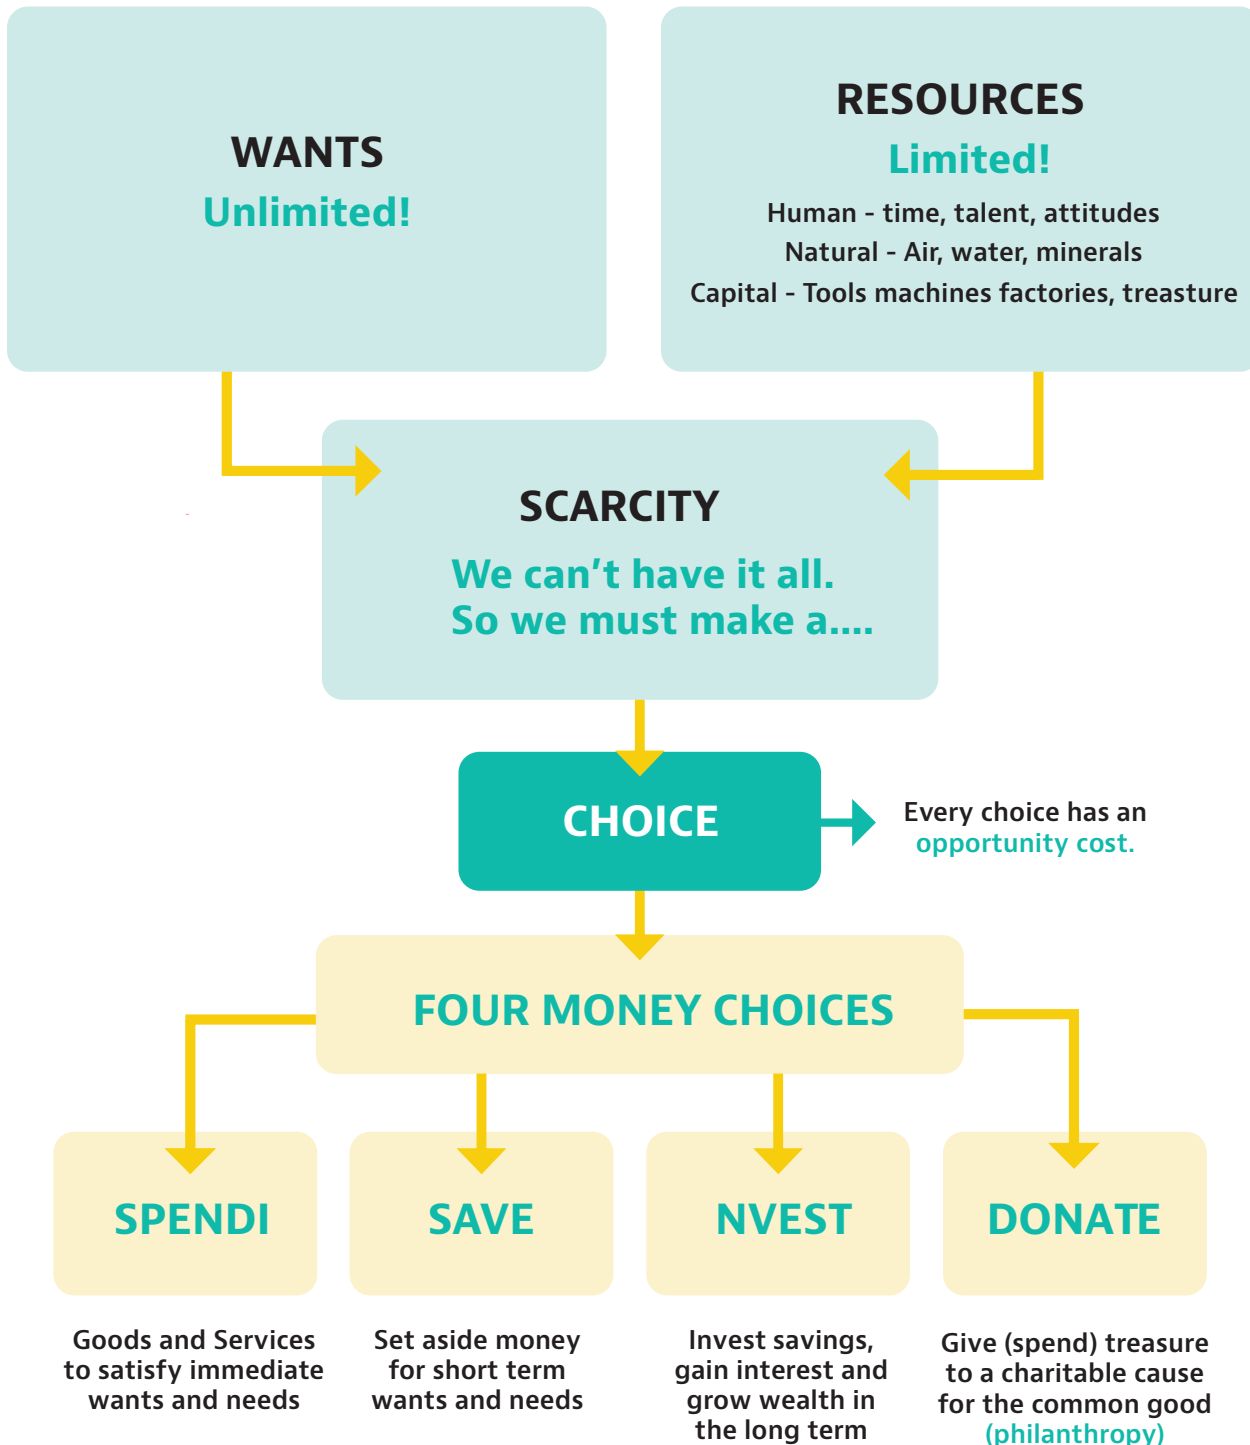 WANTS
Unlimited!
RESOURCES
Limited!
Human - time, talent, attitudes
Natural - Air, water, minerals
Capital - Tools machines factories, treasture
SCARCITY
We can't have it all.
So we must make a....
CHOICE
Every choice has an
opportunity cost.
FOUR MONEY CHOICES
SPENDI
Goods and Services
to satisfy immediate
wants and needs
SAVE
Set aside money
for short term
wants and needs
NVEST
Invest savings,
gain interest and
grow wealth in
the long term
DONATE
Give (spend) treasure
to a charitable cause
for the common good
(philanthropy)